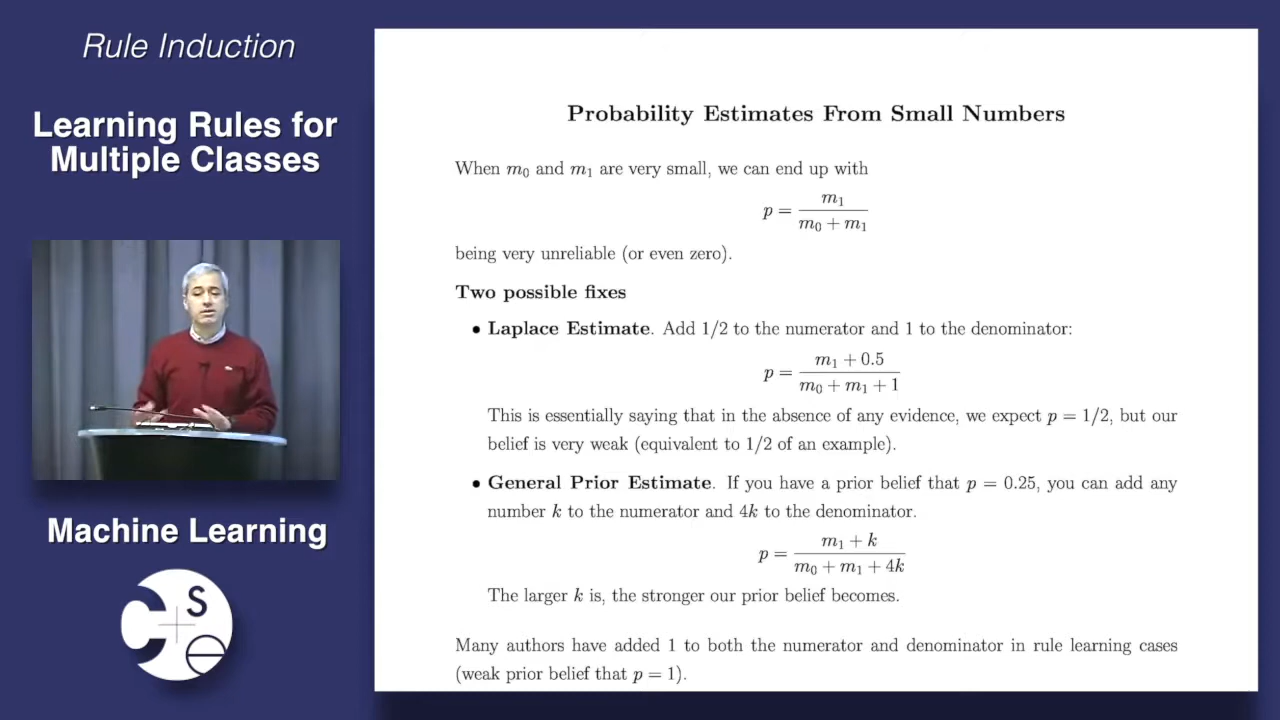 Rule Induction
Learning Rules for
Multiple Classes
Machine Learning
C S e
Probability Estimates From Small Numbers
When m₀ and m₁ are very small, we can end up with
p = m₁ / (m₀ + m₁)
being very unreliable (or even zero).
Two possible fixes
• Laplace Estimate. Add 1/2 to the numerator and 1 to the denominator:
p = (m₁ + 0.5) / (m₀ + m₁ + 1)
This is essentially saying that in the absence of any evidence, we expect p = 1/2, but our
belief is very weak (equivalent to 1/2 of an example).
• General Prior Estimate. If you have a prior belief that p = 0.25, you can add any
number k to the numerator and 4k to the denominator.
p = (m₁ + k) / (m₀ + m₁ + 4k)
The larger k is, the stronger our prior belief becomes.
Many authors have added 1 to both the numerator and denominator in rule learning cases
(weak prior belief that p = 1).